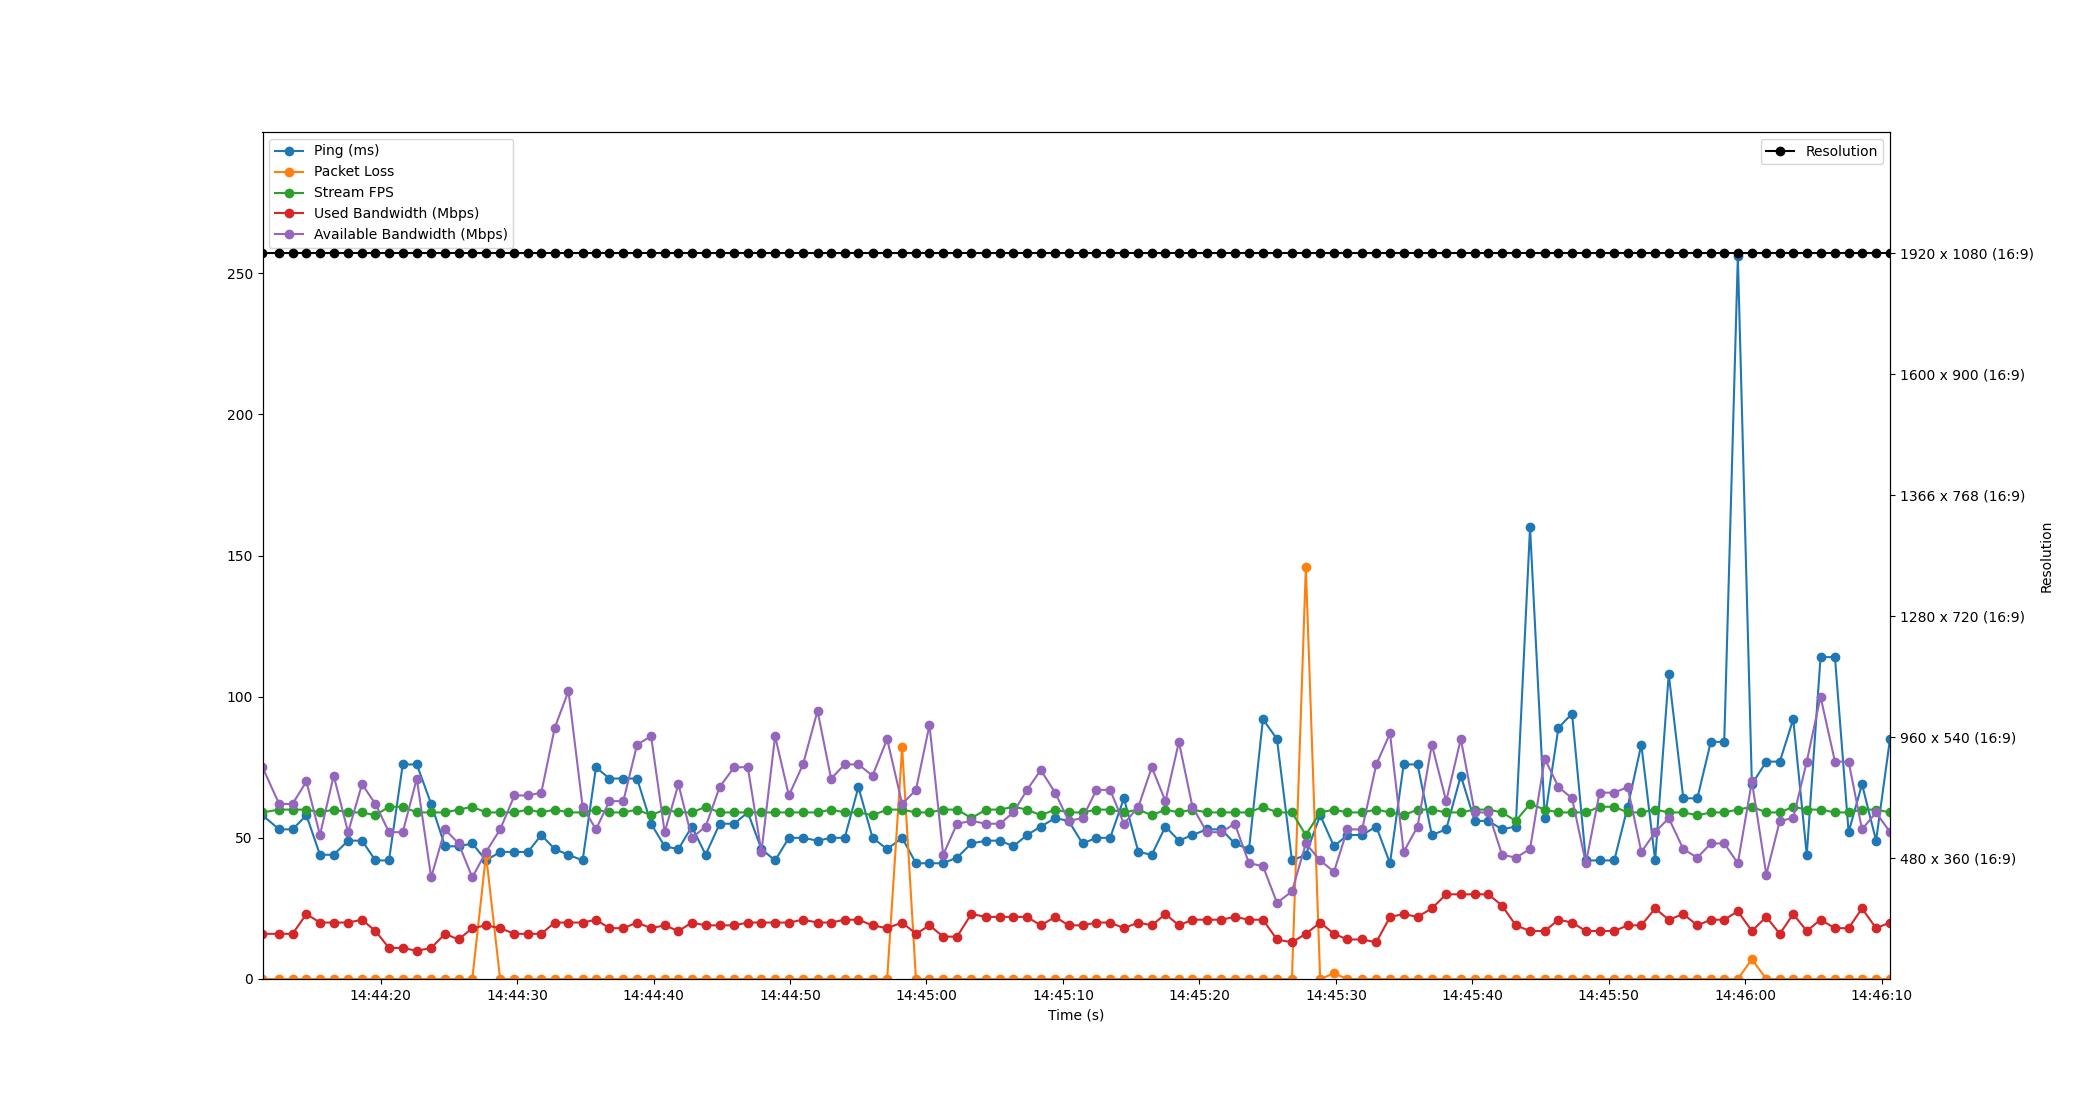 Ping (ms)
Packet Loss
Stream FPS
Used Bandwidth (Mbps)
Available Bandwidth (Mbps)
Resolution
250
200
150
100
50
0
1920 x 1080 (16:9)
1600 x 900 (16:9)
1366 x 768 (16:9)
1280 x 720 (16:9)
960 x 540 (16:9)
480 x 360 (16:9)
Resolution
14:44:20 14:44:30 14:44:40 14:44:50 14:45:00 14:45:10 14:45:20 14:45:30 14:45:40 14:45:50 14:46:00 14:46:10
Time (s)